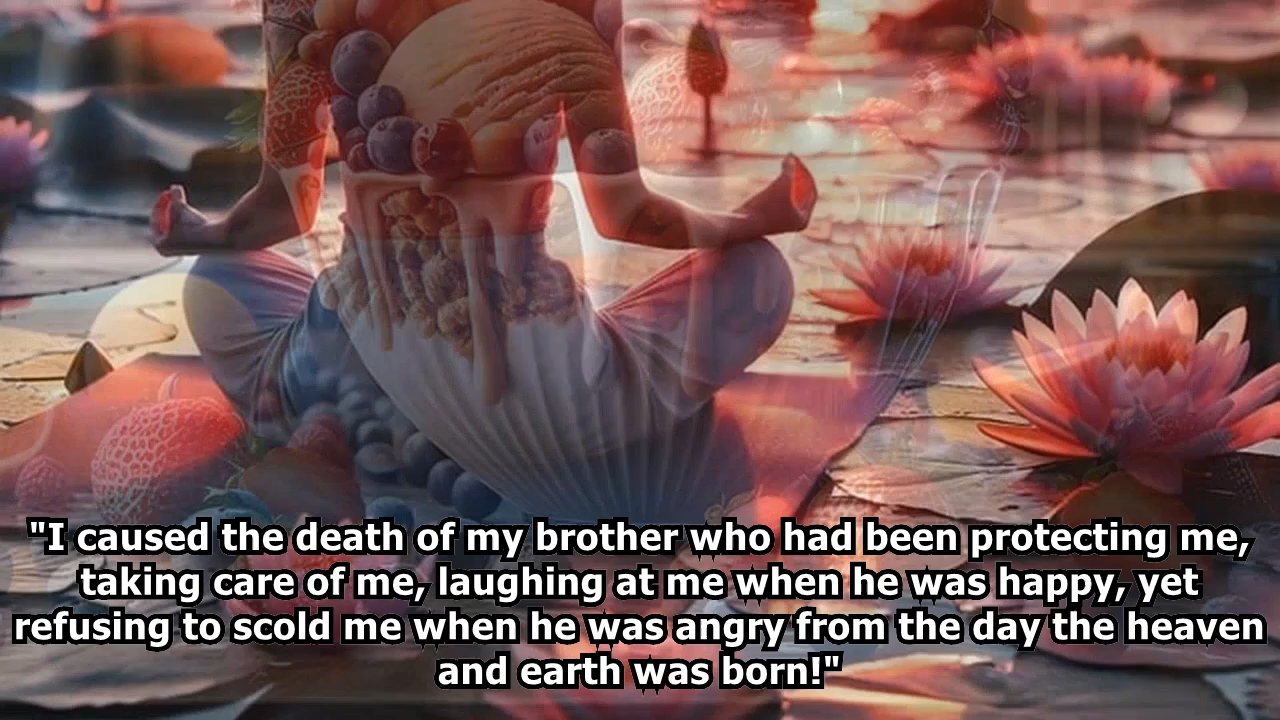 "I caused the death of my brother who had been protecting me,
taking care of me, laughing at me when he was happy, yet
refusing to scold me when he was angry from the day the heaven
and earth was born!"